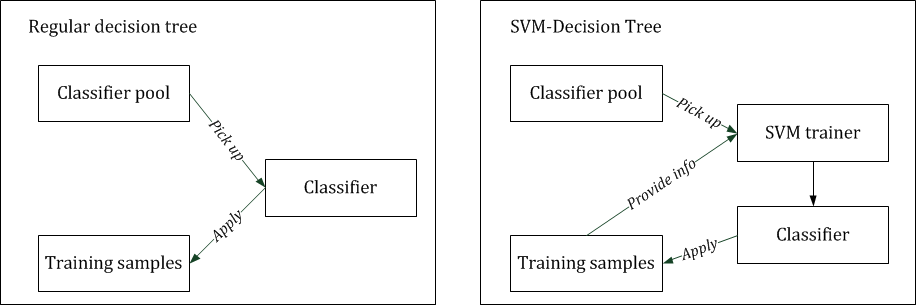 Regular decision tree
Classifier pool
Pick up
Classifier
Apply
Training samples
SVM-Decision Tree
Classifier pool
Pick up
SVM trainer
Provide info
Classifier
Apply
Training samples